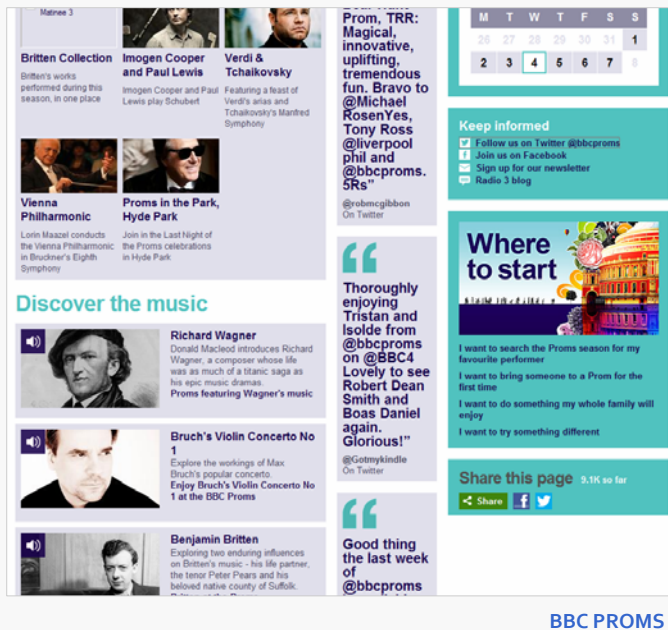 Matinee 3
Britten Collection
Britten's works
performed during this
season, in one place
Imogen Cooper
and Paul Lewis
Imogen Cooper and Paul
Lewis play Schubert
Verdi &
Tchaikovsky
Featuring a feast of
Verdi's arias and
Tchaikovsky's Manfred
Symphony
Vienna
Philharmonic
Lorin Maazel conducts
the Vienna Philharmonic
in Bruckner's Eighth
Symphony
Proms in the Park,
Hyde Park
Join in the Last Night of
the Proms celebrations
in Hyde Park
Discover the music
Richard Wagner
Donald Macleod introduces Richard
Wagner, a composer whose life
was as much of a titanic saga as
his epic music dramas.
Proms featuring Wagner's music
Bruch's Violin Concerto No
1
Explore the workings of Max
Bruch's popular concerto.
Enjoy Bruch's Violin Concerto No
1 at the BBC Proms
Benjamin Britten
Exploring two enduring influences
on Britten's music - his life partner,
the tenor Peter Pears and his
beloved native county of Suffolk.
Prom, TRR:
Magical,
innovative,
uplifting,
tremendous
fun. Bravo to
@Michael
RosenYes,
Tony Ross
@liverpool
phil and
@bbcproms.
5Rs”
@robmcgibbon
On Twitter
Thoroughly
enjoying
Tristan and
Isolde from
@bbcproms
on @BBC4
Lovely to see
Robert Dean
Smith and
Boas Daniel
again.
Glorious!”
@Gotmykindle
On Twitter
Good thing
the last week
of
@bbcproms
M T W T F S S
26 27 28 29 30 31 1
2 3 4 5 6 7 8
Keep informed
Follow us on Twitter @bbcproms
Join us on Facebook
Sign up for our newsletter
Radio 3 blog
Where
to start
I want to search the Proms season for my
favourite performer
I want to bring someone to a Prom for the
first time
I want to do something my whole family will
enjoy
I want to try something different
Share this page 9.1K so far
Share
BBC PROMS